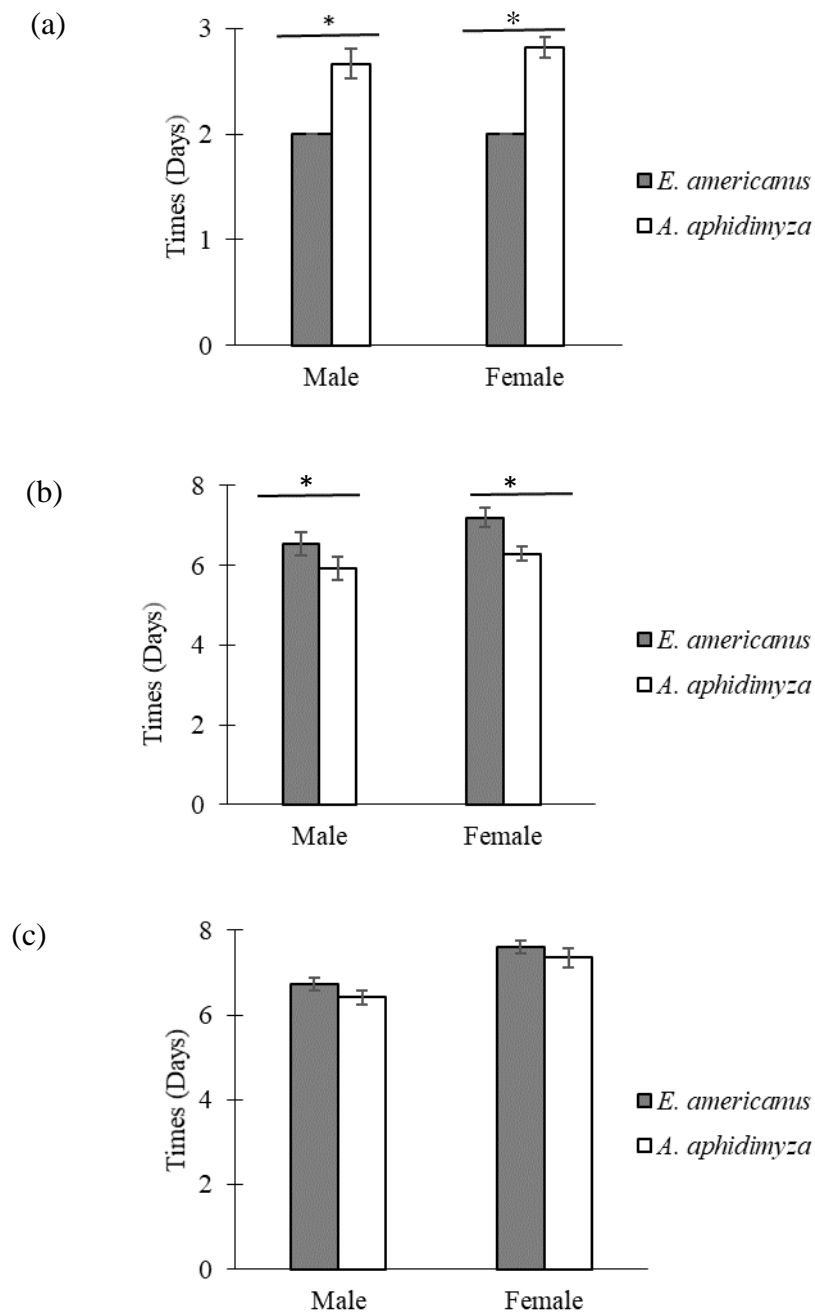 (a)
3
2
1
0
Times (Days)
*
*
Male
Female
E. americanus
A. aphidimyza
(b)
8
6
4
2
0
Times (Days)
*
*
Male
Female
E. americanus
A. aphidimyza
(c)
8
6
4
2
0
Times (Days)
Male
Female
E. americanus
A. aphidimyza